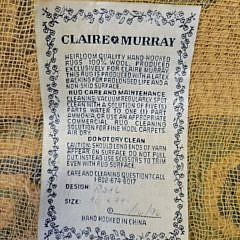 CLAIRE MURRAY
HEIRLOOM QUALITY HAND HOOKED
RUGS 100% WOOL PRODUCED
EXCLUSIVELY FOR CLAIRE MURRAY
THIS RUG IS PRODUCED WITH A LATEX
BACKING FOR PROLONGED LIFE AND A
NON-SKID SURFACE.
RUG CARE AND MAINTENANCE
CLEANING: VACUUM REGULARLY SPOT
CLEAN WITH A SOLUTION OF FIVE (5)
PARTS WATER TO ONE (1) PART
AMMONIA, OR USE AN APPROPRIATE
COMMERCIAL RUG CLEANING
SOLUTION FOR FINE WOOL CARPETS
AIR DRY.
DO NOT DRY CLEAN
CAUTION: SHOULD LOOSE ENDS OF YARN
APPEAR ON SURFACE, DO NOT PULL
OUT. INSTEAD USE SCISSORS TO TRIM
EVEN WITH RUG SURFACE.
CARE AND CLEANING QUESTION CALL
1-802-674-9017
DESIGN:
SIZE:
HAND HOOKED IN CHINA